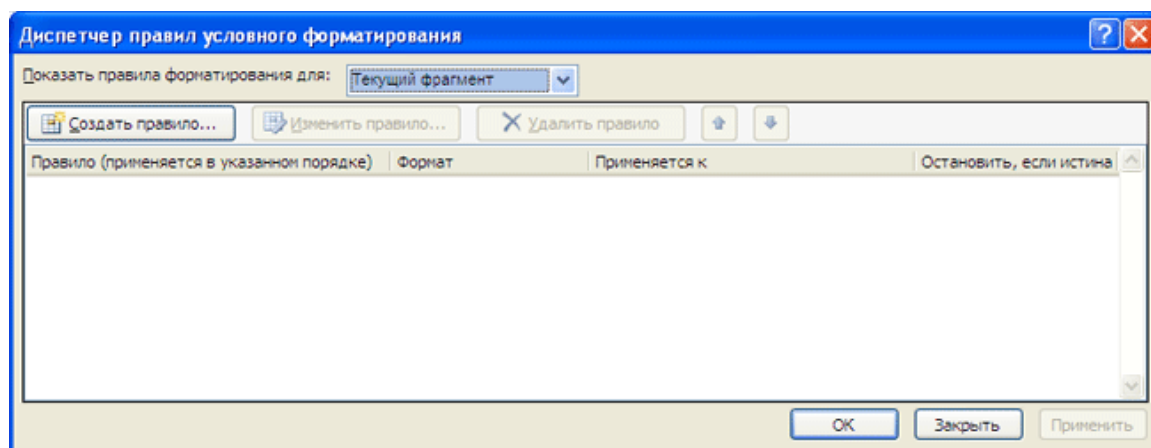 Диспетчер правил условного форматирования
Показать правила форматирования для: Текущий фрагмент
Создать правило... Изменить правило... Удалить правило
Правило (применяется в указанном порядке) Формат Применяется к Остановить, если истина
ОК Закрыть Применить